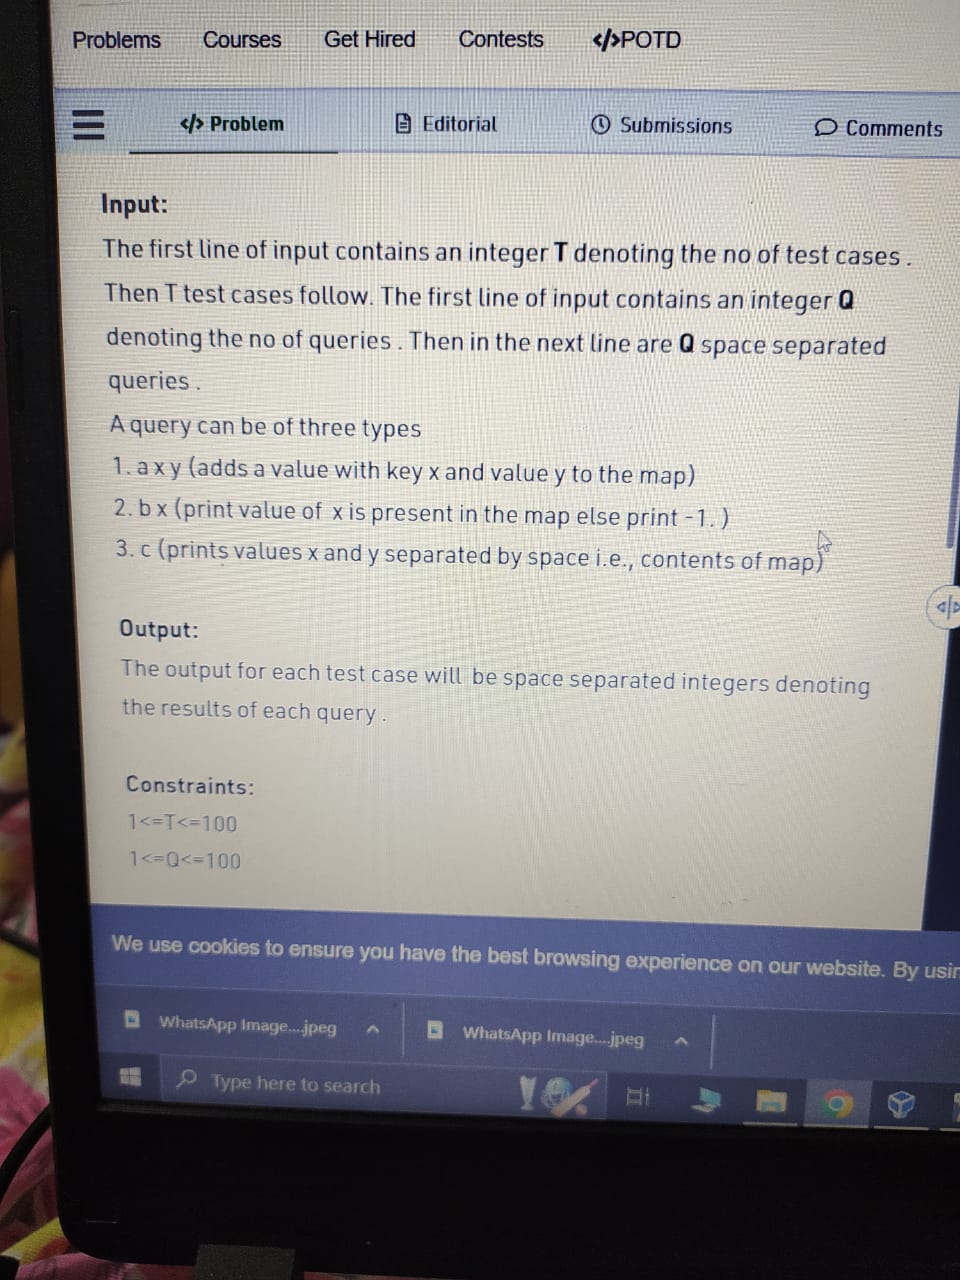 Problems Courses Get Hired Contests </>POTD
</> Problem Editorial Submissions Comments
Input:
The first line of input contains an integer T denoting the no of test cases .
Then T test cases follow. The first line of input contains an integer Q
denoting the no of queries . Then in the next line are Q space separated
queries .
A query can be of three types
1. a x y (adds a value with key x and value y to the map)
2. b x (print value of x is present in the map else print -1. )
3. c (prints values x and y separated by space i.e., contents of map)
Output:
The output for each test case will be space separated integers denoting
the results of each query .
Constraints:
1<=T<=100
1<=Q<=100
We use cookies to ensure you have the best browsing experience on our website. By usin
WhatsApp Image....jpeg WhatsApp Image....jpeg
Type here to search